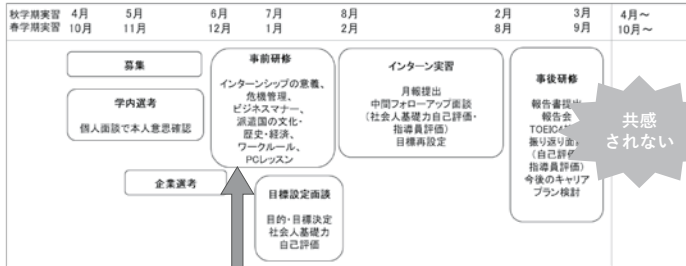 秋学期実習 4月 5月 6月 7月 8月 2月 3月 4月～
春学期実習 10月 11月 12月 1月 2月 8月 9月 10月～
募集
学内選考
個人面談で本人意思確認
企業選考
事前研修
インターンシップの意義、
危機管理、
ビジネスマナー、
派遣国の文化・
歴史・経済、
ワークルール、
PCレッスン
目標設定面談
目的・目標決定
社会人基礎力
自己評価
インターン実習
月報提出
中間フォローアップ面談
（社会人基礎力自己評価・
指導員評価）
目標再設定
事後研修
報告書提出
報告会
TOEIC
振り返り面
（自己評価
指導員評価）
今後のキャリア
プラン検討
共感
されない